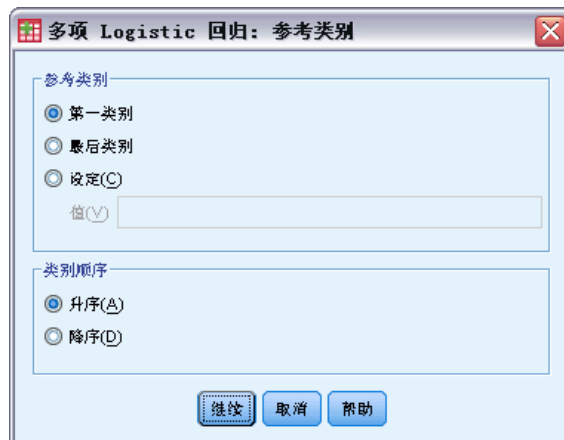 多项 Logistic 回归: 参考类别
参考类别
第一类别
最后类别
设定(C)
值(V)
类别顺序
升序(A)
降序(D)
继续 取消 帮助